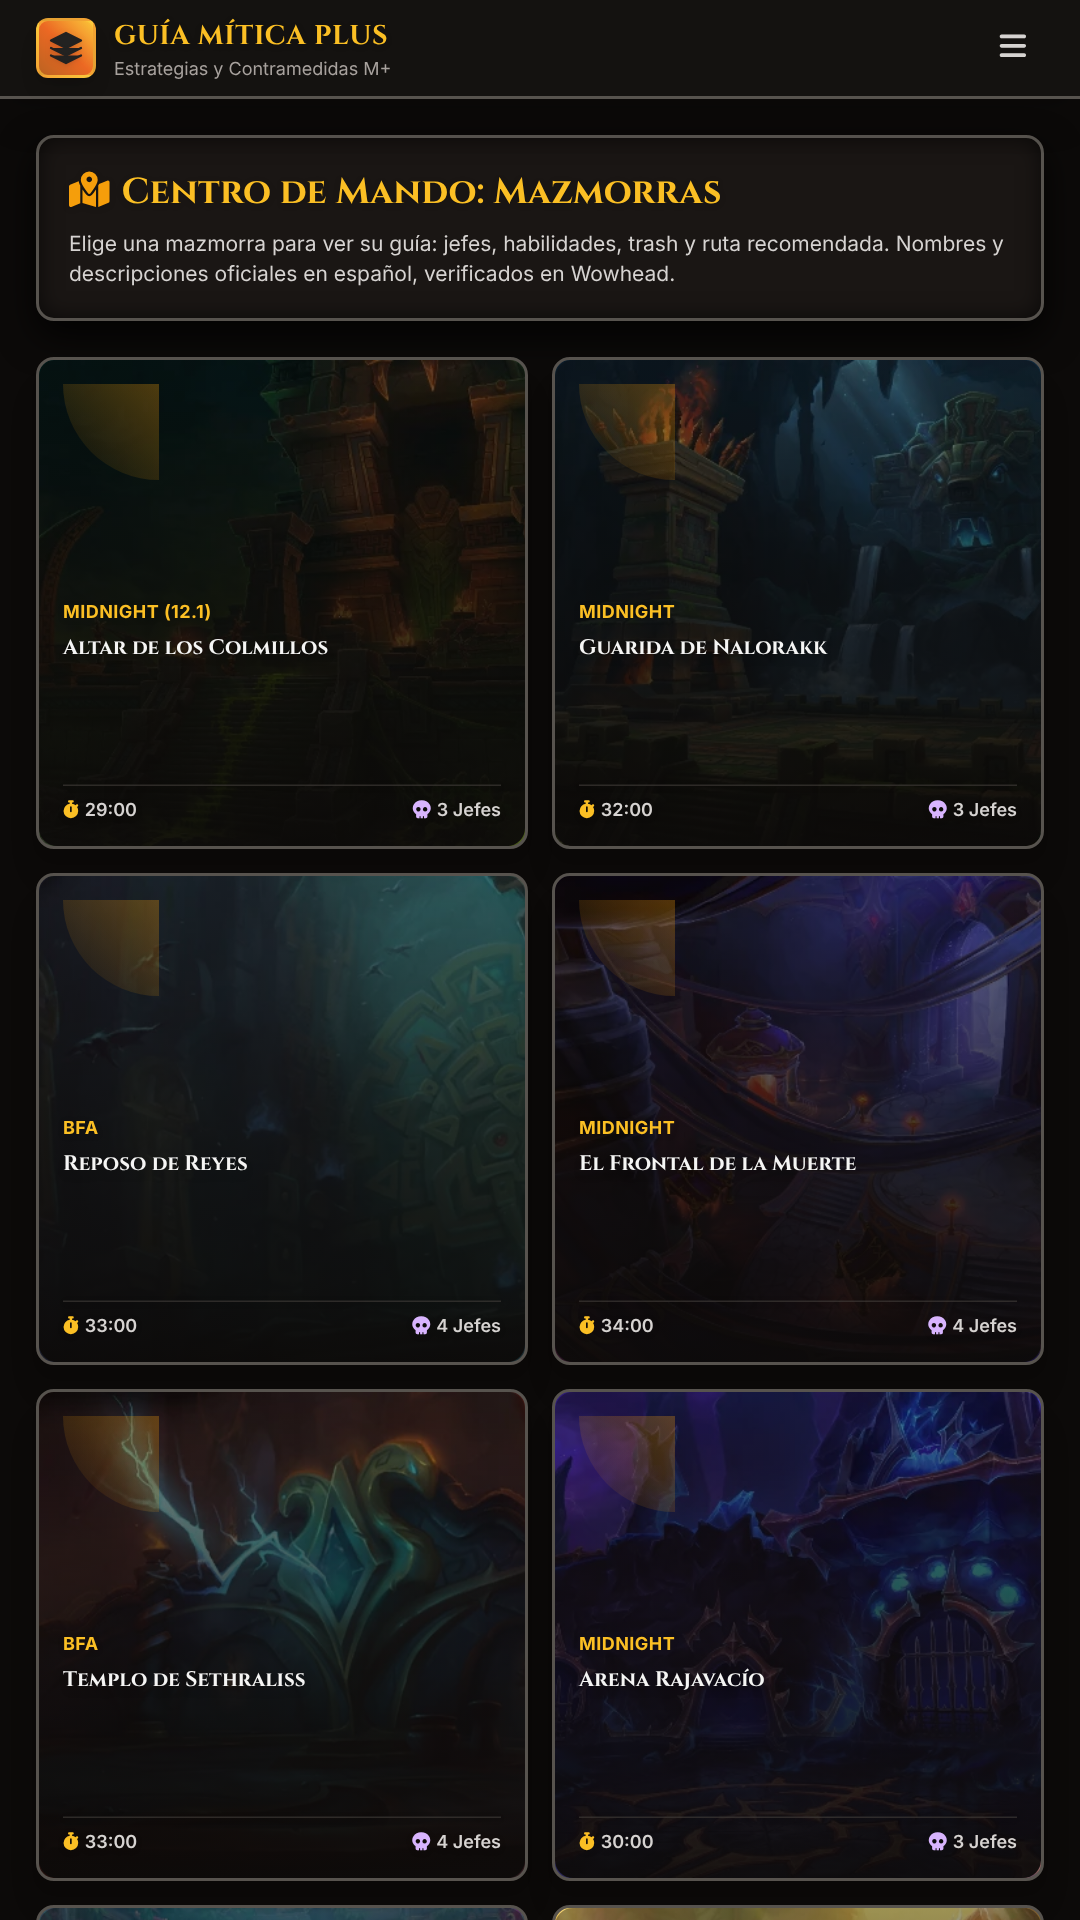 GUÍA MÍTICA PLUS
Estrategias y Contramedidas M+
Centro de Mando: Mazmorras
Elige una mazmorra para ver su guía: jefes, habilidades, trash y ruta recomendada. Nombres y
descripciones oficiales en español, verificados en Wowhead.
MIDNIGHT (12.1)
Altar de los Colmillos
29:00
3 Jefes
MIDNIGHT
Guarida de Nalorakk
32:00
3 Jefes
BFA
Reposo de Reyes
33:00
4 Jefes
MIDNIGHT
El Frontal de la Muerte
34:00
4 Jefes
BFA
Templo de Sethraliss
33:00
4 Jefes
MIDNIGHT
Arena Rajavacío
30:00
3 Jefes